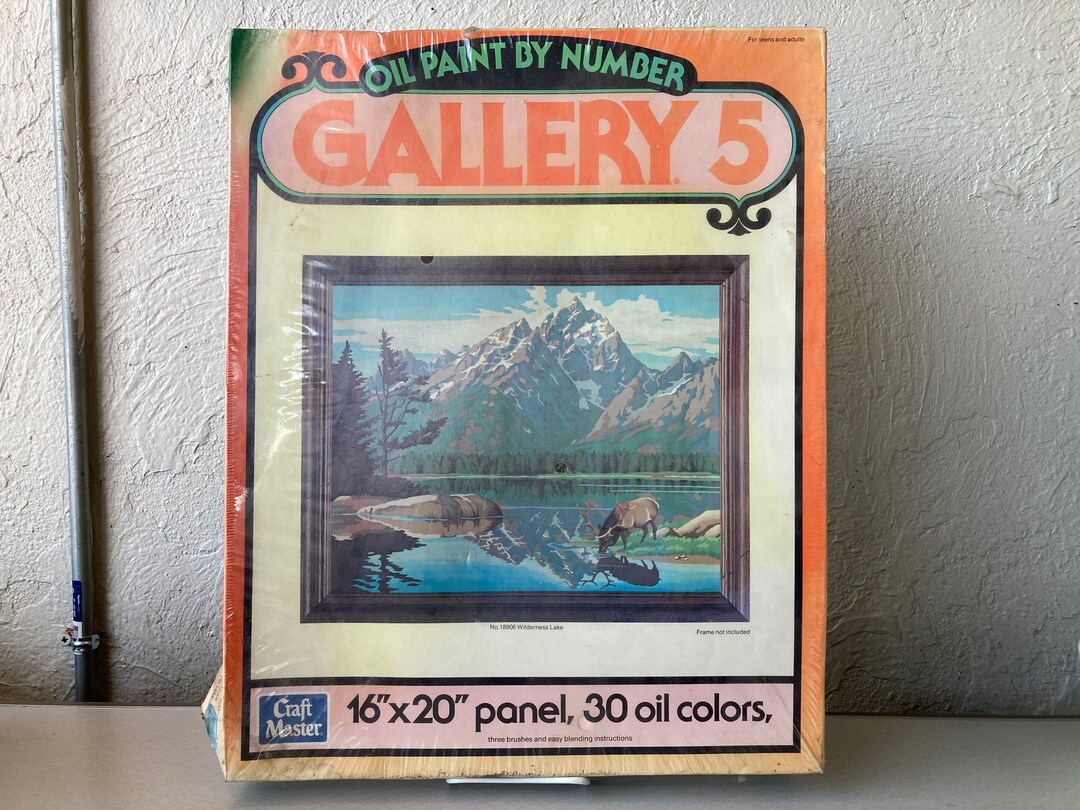 For teens and adults
OIL PAINT BY NUMBER
GALLERY 5
No. 18906 Wilderness Lake
Frame not included
Craft
Master
16"x20" panel, 30 oil colors,
three brushes and easy blending instructions